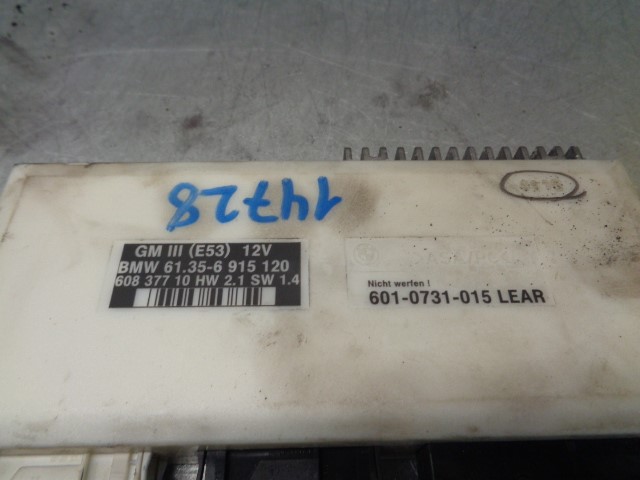 14728
GM III (E53) 12V
BMW 61.35-6 915 120
608 377 10 HW 2.1 SW 1.4
Nicht werfen !
601-0731-015 LEAR